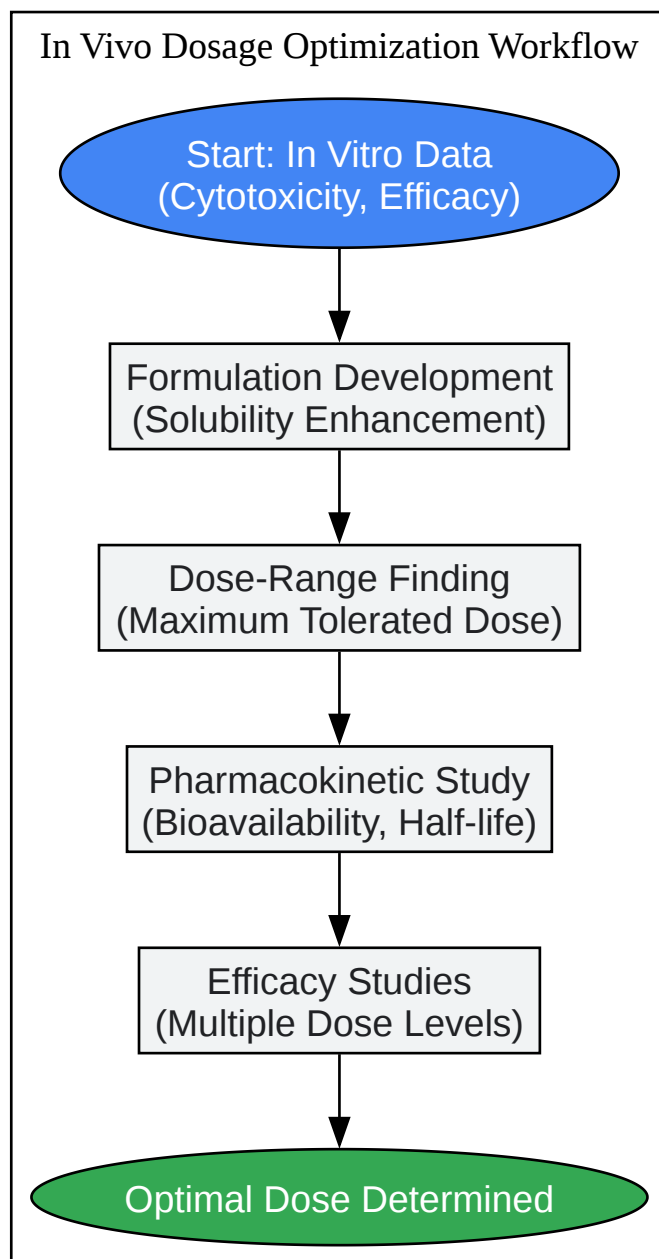 In Vivo Dosage Optimization Workflow
Start: In Vitro Data
(Cytotoxicity, Efficacy)
Formulation Development
(Solubility Enhancement)
Dose-Range Finding
(Maximum Tolerated Dose)
Pharmacokinetic Study
(Bioavailability, Half-life)
Efficacy Studies
(Multiple Dose Levels)
Optimal Dose Determined